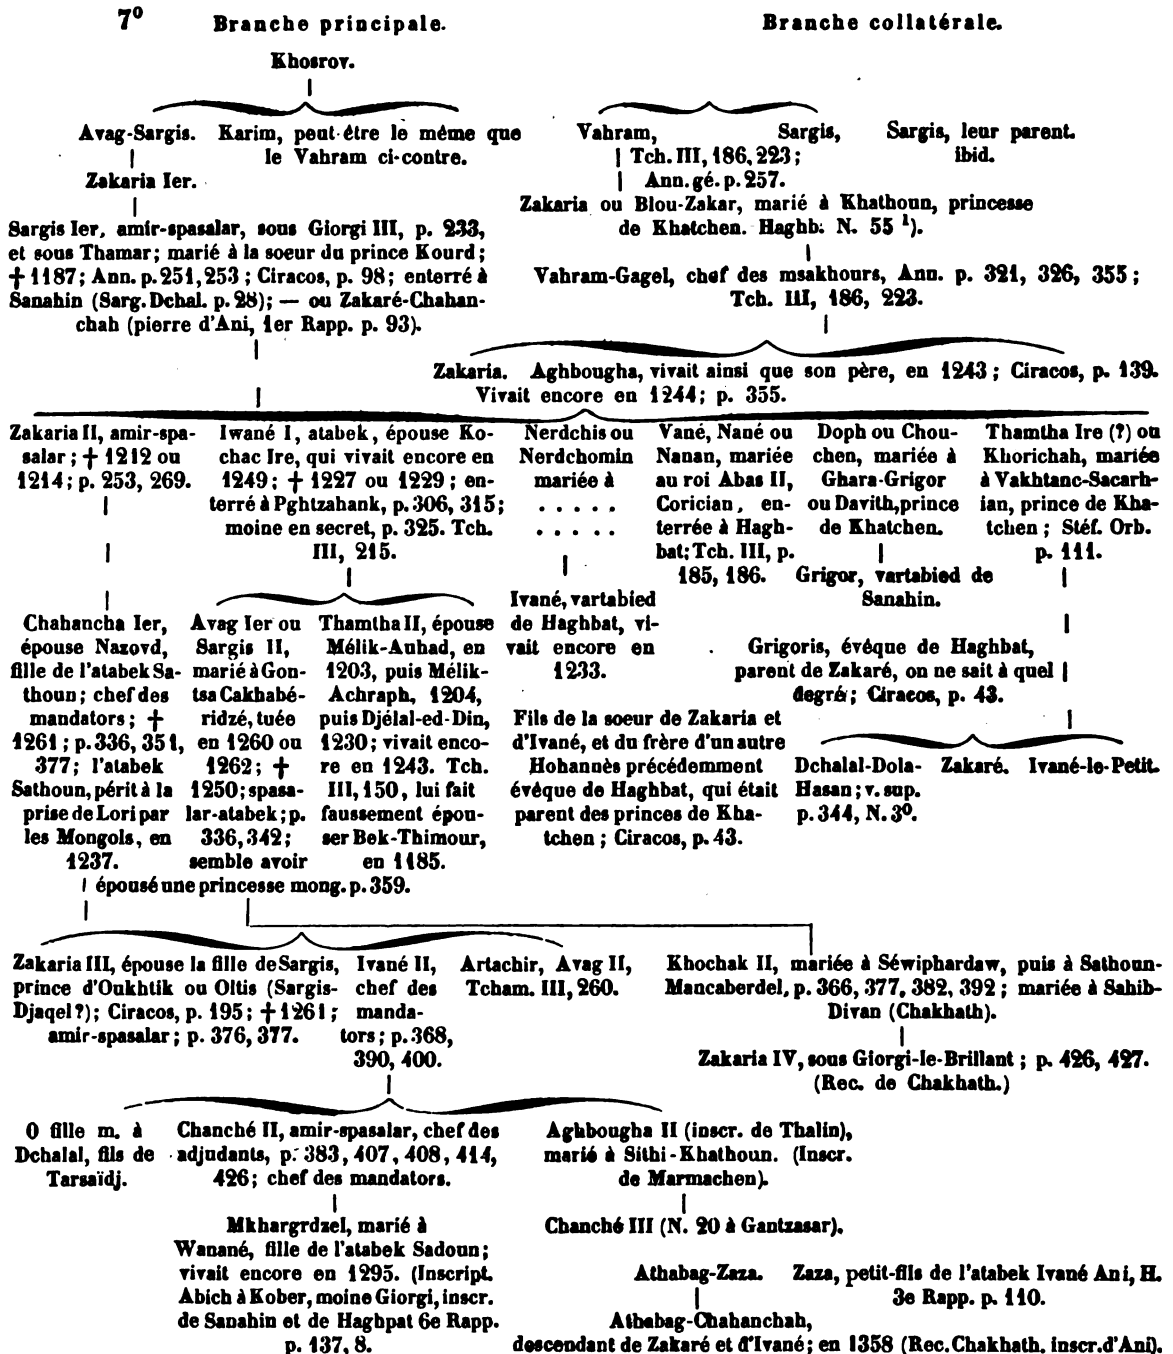 7⁰ Branche principale. Branche collatérale.
Khosrov.
Avag-Sargis. Karim, peut-être le même que
le Vahram ci-contre.
Zakaria Ier.
Vahram, Sargis, Sargis, leur parent.
Tch. III, 186, 223; ibid.
Ann. gé. p. 257.
Zakaria ou Blou-Zakar, marié à Khathoun, princesse
de Khatchen. Haghb. N. 55 ¹).
Sargis Ier, amir-spasalar, sous Giorgi III, p. 233,
et sous Thamar; marié à la soeur du prince Kourd;
† 1187; Ann. p. 251, 253; Ciracos, p. 98; enterré à
Sanahin (Sarg. Dchal. p. 28); — ou Zakaré-Chahan-
chah (pierre d'Ani, 1er Rapp. p. 93).
Vahram-Gagel, chef des msakhours, Ann. p. 321, 326, 355;
Tch. III, 186, 223.
Zakaria. Aghbougha, vivait ainsi que son père, en 1243; Ciracos, p. 139.
Vivait encore en 1244; p. 355.
Zakaria II, amir-spa-
salar; † 1212 ou
1214; p. 253, 269.
Iwané I, atabek, épouse Ko-
chac Ire, qui vivait encore en
1249; † 1227 ou 1229; en-
terré à Pghtzahank, p. 306, 315;
moine en secret, p. 325. Tch.
III, 215.
Nerdchis ou
Nerdchomin
mariée à
. . . . .
. . . . .
Vané, Nané ou
Nanan, mariée
au roi Abas II,
Corician, en-
terrée à Hagh-
bat; Tch. III, p.
185, 186.
Doph ou Chou-
chen, mariée à
Ghara-Grigor
ou Davith, prince
de Khatchen.
Thamtha Ire (?) ou
Khorichah, mariée
à Vakhtanc-Sacarh-
ian, prince de Kha-
tchen; Stéf. Orb.
p. 111.
Grigor, vartabied de
Sanahin.
Chahancha Ier,
épouse Nazovd,
fille de l'atabek Sa-
thoun; chef des
mandators; †
1261; p. 336, 351,
377; l'atabek
Sathoun, périt à la
prise de Lori par
les Mongols, en
1237.
Avag Ier ou
Sargis II,
marié à Gon-
tsa Cakhabé-
ridzé, tuée
en 1260 ou
1262; †
1250; spasa-
lar-atabek; p.
336, 342;
semble avoir
épousé une princesse mong. p. 359.
Thamtha II, épouse
Mélik-Auhad, en
1203, puis Mélik-
Achraph, 1204,
puis Djélal-ed-Din,
1230; vivait enco-
re en 1243. Tch.
III, 150, lui fait
faussement épou-
ser Bek-Thimour,
en 1185.
Ivané, vartabied
de Haghbat, vi-
vait encore en
1233.
Grigoris, évêque de Haghbat,
parent de Zakaré, on ne sait à quel
degré; Ciracos, p. 43.
Fils de la soeur de Zakaria et
d'Ivané, et du frère d'un autre
Hohannès précédemment
évêque de Haghbat, qui était
parent des princes de Kha-
tchen; Ciracos, p. 43.
Dchalal-Dola- Zakaré. Ivané-le-Petit.
Hasan; v. sup.
p. 344, N. 3⁰.
Zakaria III, épouse la fille de Sargis,
prince d'Oukhtik ou Oltis (Sargis-
Djaqel?); Ciracos, p. 195; † 1261;
amir-spasalar; p. 376, 377.
Ivané II,
chef des
manda-
tors; p. 368,
390, 400.
Artachir, Avag II,
Tcham. III, 260.
Khochak II, mariée à Séwiphardaw, puis à Sathoun-
Mancaberdel, p. 366, 377, 382, 392; mariée à Sahib-
Divan (Chakhath).
Zakaria IV, sous Giorgi-le-Brillant; p. 426, 427.
(Rec. de Chakhath.)
O fille m. à
Dchalal, fils de
Tarsaïdj.
Chanché II, amir-spasalar, chef des
adjudants, p. 383, 407, 408, 414,
426; chef des mandators.
Aghbougha II (inscr. de Thalin),
marié à Sithi-Khathoun. (Inscr.
de Marmachen).
Mkhargrdzel, marié à
Wanané, fille de l'atabek Sadoun;
vivait encore en 1295. (Inscript.
Abich à Kober, moine Giorgi, inscr.
de Sanahin et de Haghpat 6e Rapp.
p. 137, 8.
Chanché III (N. 20 à Gantzasar).
Athabag-Zaza. Zaza, petit-fils de l'atabek Ivané Ani, H.
3e Rapp. p. 110.
Athabag-Chahanchah,
descendant de Zakaré et d'Ivané; en 1358 (Rec. Chakhath, inscr. d'Ani).